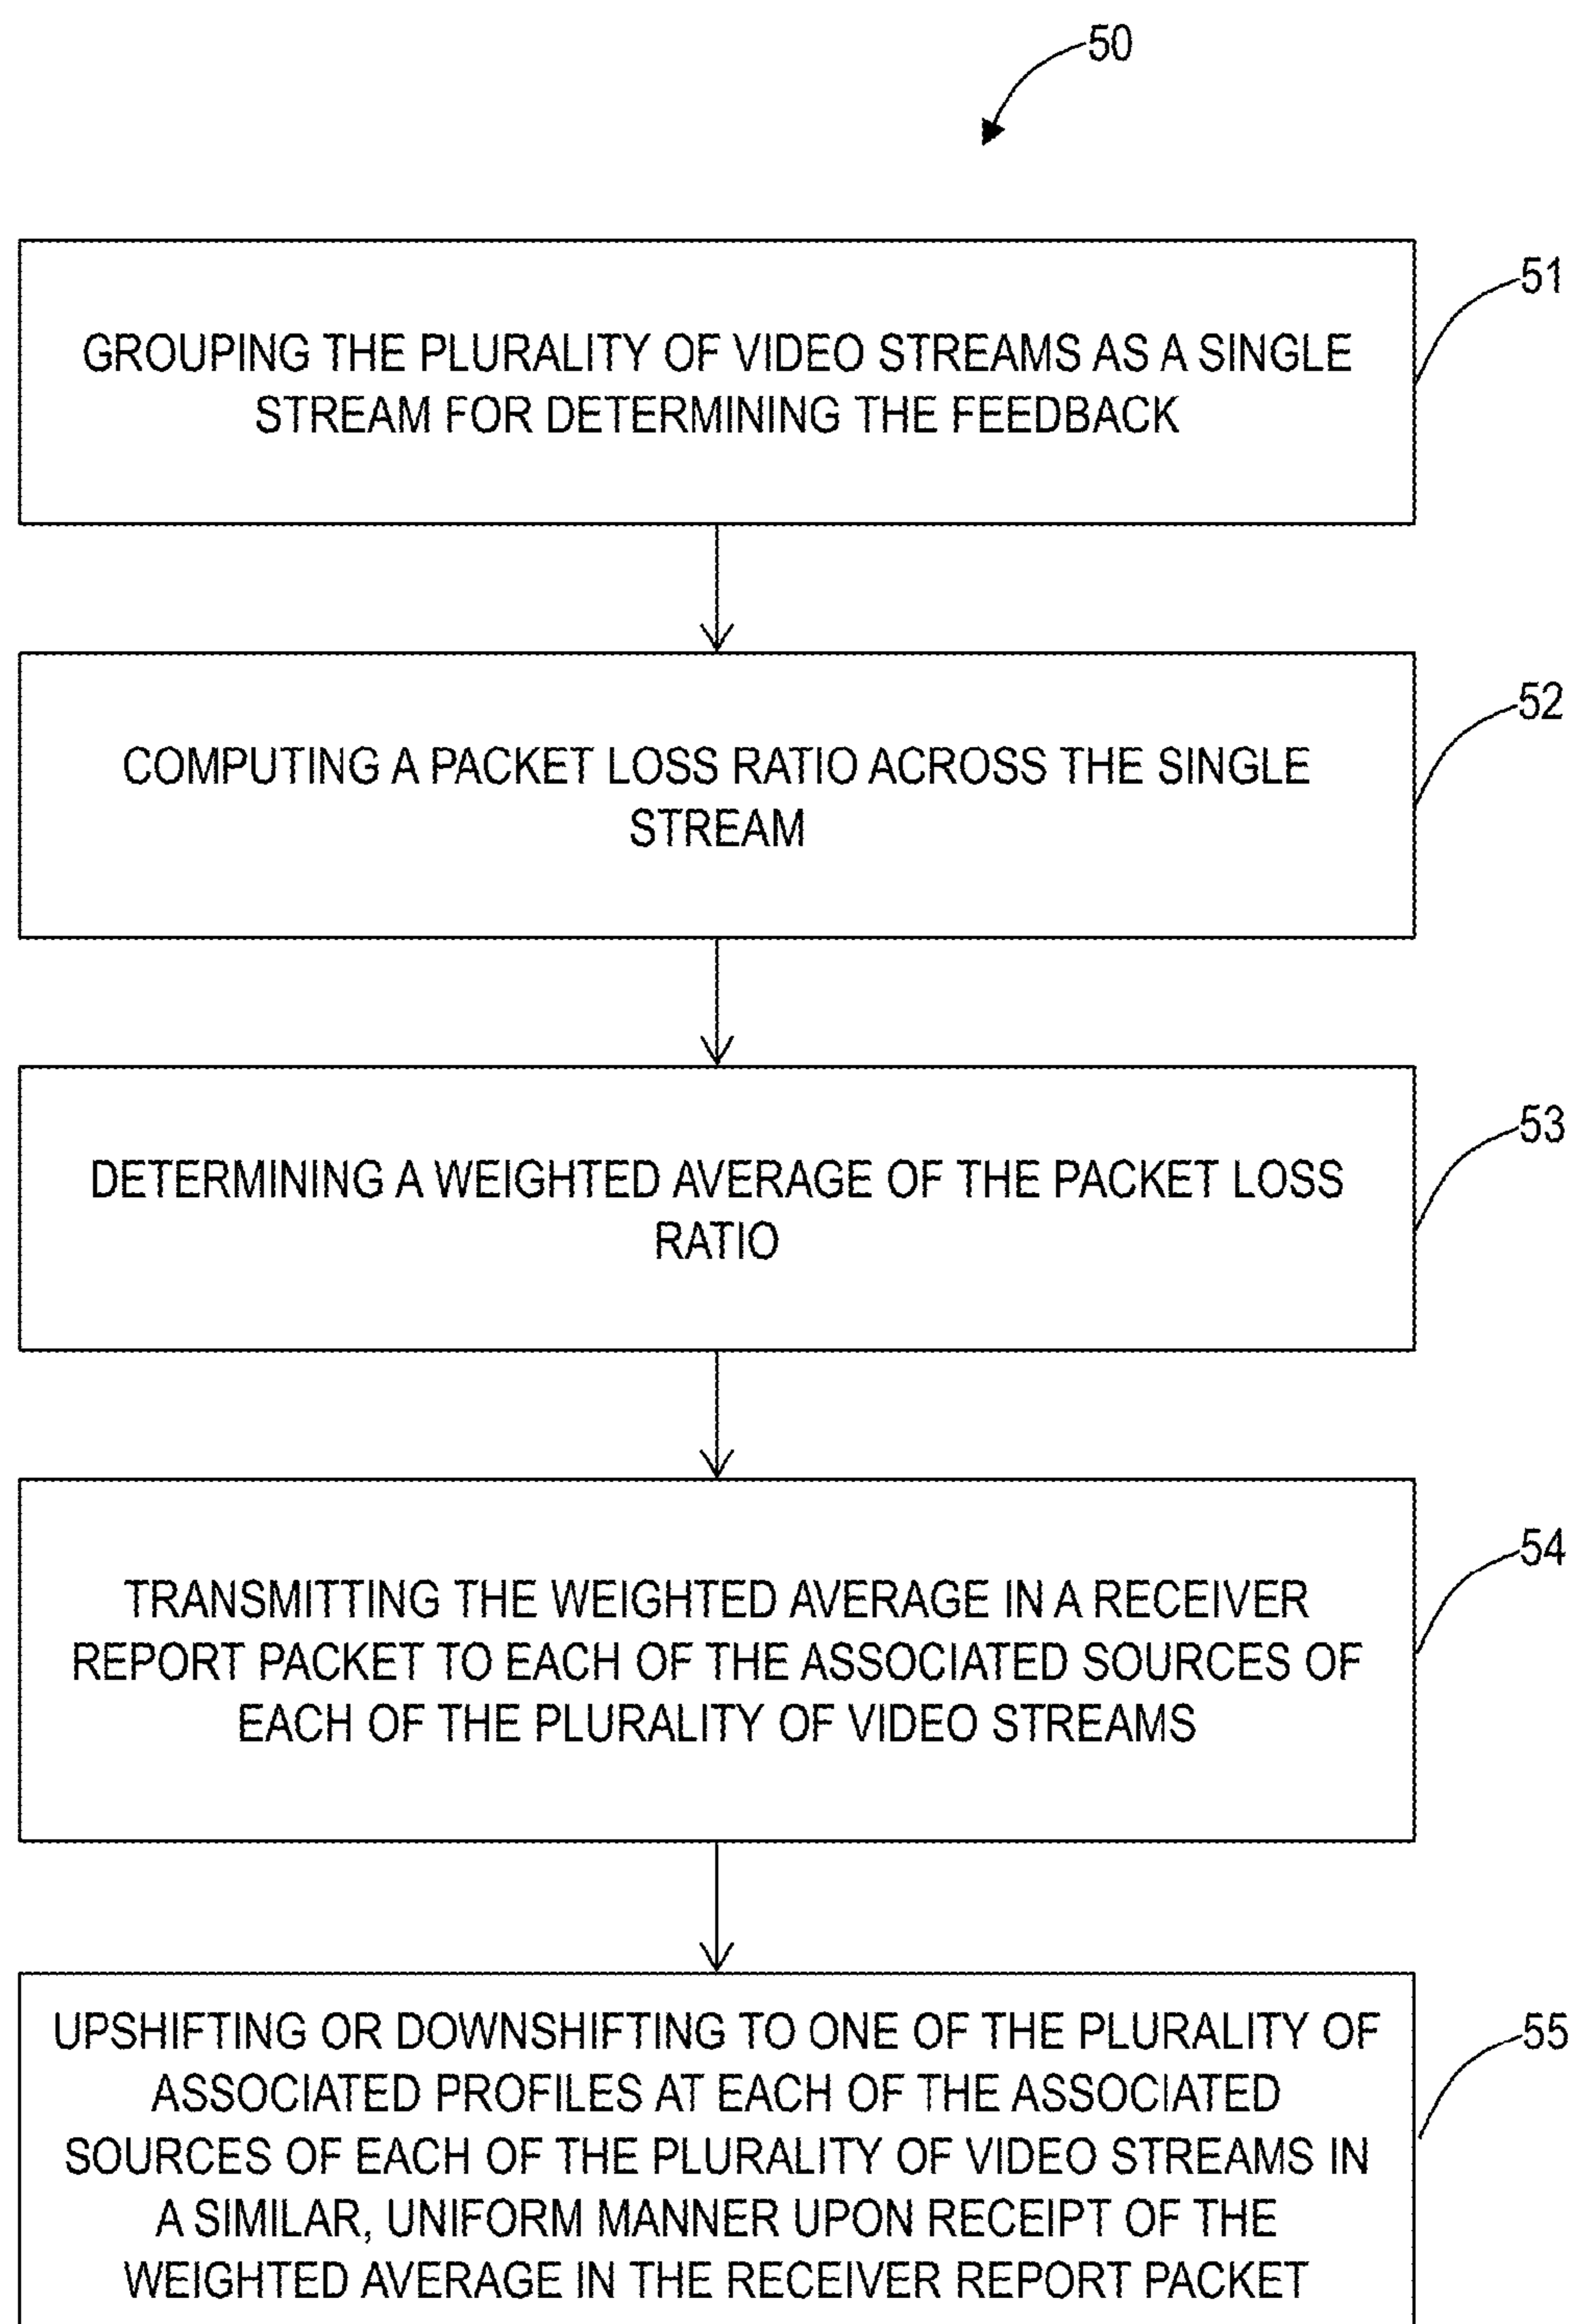 50
51
GROUPING THE PLURALITY OF VIDEO STREAMS AS A SINGLE
STREAM FOR DETERMINING THE FEEDBACK
52
COMPUTING A PACKET LOSS RATIO ACROSS THE SINGLE
STREAM
53
DETERMINING A WEIGHTED AVERAGE OF THE PACKET LOSS
RATIO
54
TRANSMITTING THE WEIGHTED AVERAGE IN A RECEIVER
REPORT PACKET TO EACH OF THE ASSOCIATED SOURCES OF
EACH OF THE PLURALITY OF VIDEO STREAMS
55
UPSHIFTING OR DOWNSHIFTING TO ONE OF THE PLURALITY OF
ASSOCIATED PROFILES AT EACH OF THE ASSOCIATED
SOURCES OF EACH OF THE PLURALITY OF VIDEO STREAMS IN
A SIMILAR, UNIFORM MANNER UPON RECEIPT OF THE
WEIGHTED AVERAGE IN THE RECEIVER REPORT PACKET